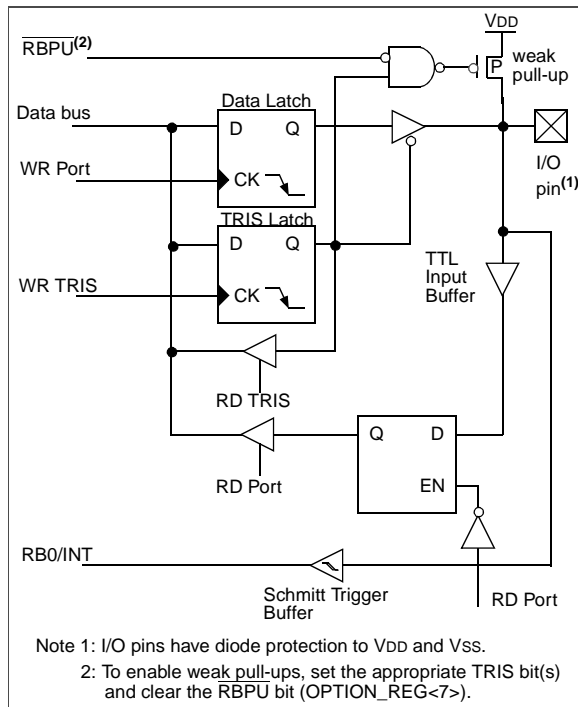 VDD
RBPU(2)
weak
pull-up
P
Data Latch
Data bus
D Q
I/O
pin(1)
WR Port
CK
TRIS Latch
D Q
TTL
Input
Buffer
WR TRIS
CK
RD TRIS
Q D
EN
RD Port
RB0/INT
Schmitt Trigger
Buffer
RD Port
Note 1: I/O pins have diode protection to VDD and VSS.
2: To enable weak pull-ups, set the appropriate TRIS bit(s)
and clear the RBPU bit (OPTION_REG<7>).